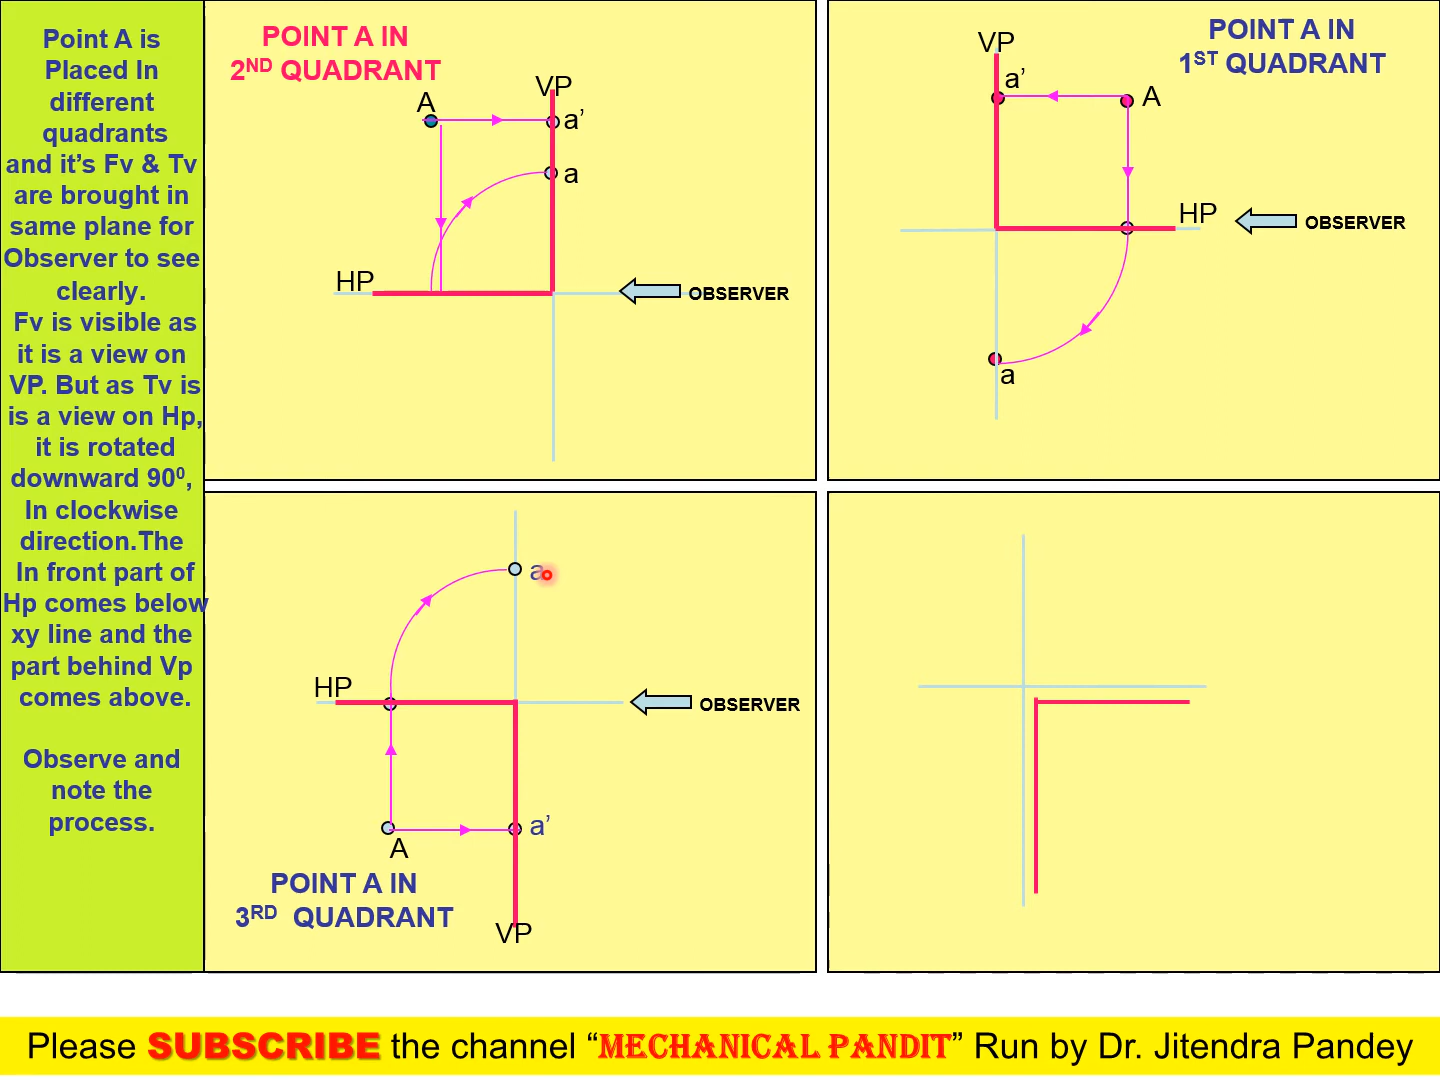 Point A is
Placed In
different
quadrants
and it’s Fv & Tv
are brought in
same plane for
Observer to see
clearly.
Fv is visible as
it is a view on
VP. But as Tv is
is a view on Hp,
it is rotated
downward 90⁰,
In clockwise
direction.The
In front part of
Hp comes below
xy line and the
part behind Vp
comes above.
Observe and
note the
process.
POINT A IN
2ND QUADRANT
VP
A
a’
a
HP
OBSERVER
POINT A IN
1ST QUADRANT
VP
a’
A
HP
OBSERVER
a
a
HP
OBSERVER
a’
A
POINT A IN
3RD QUADRANT
VP
Please SUBSCRIBE the channel “MECHANICAL PANDIT” Run by Dr. Jitendra Pandey